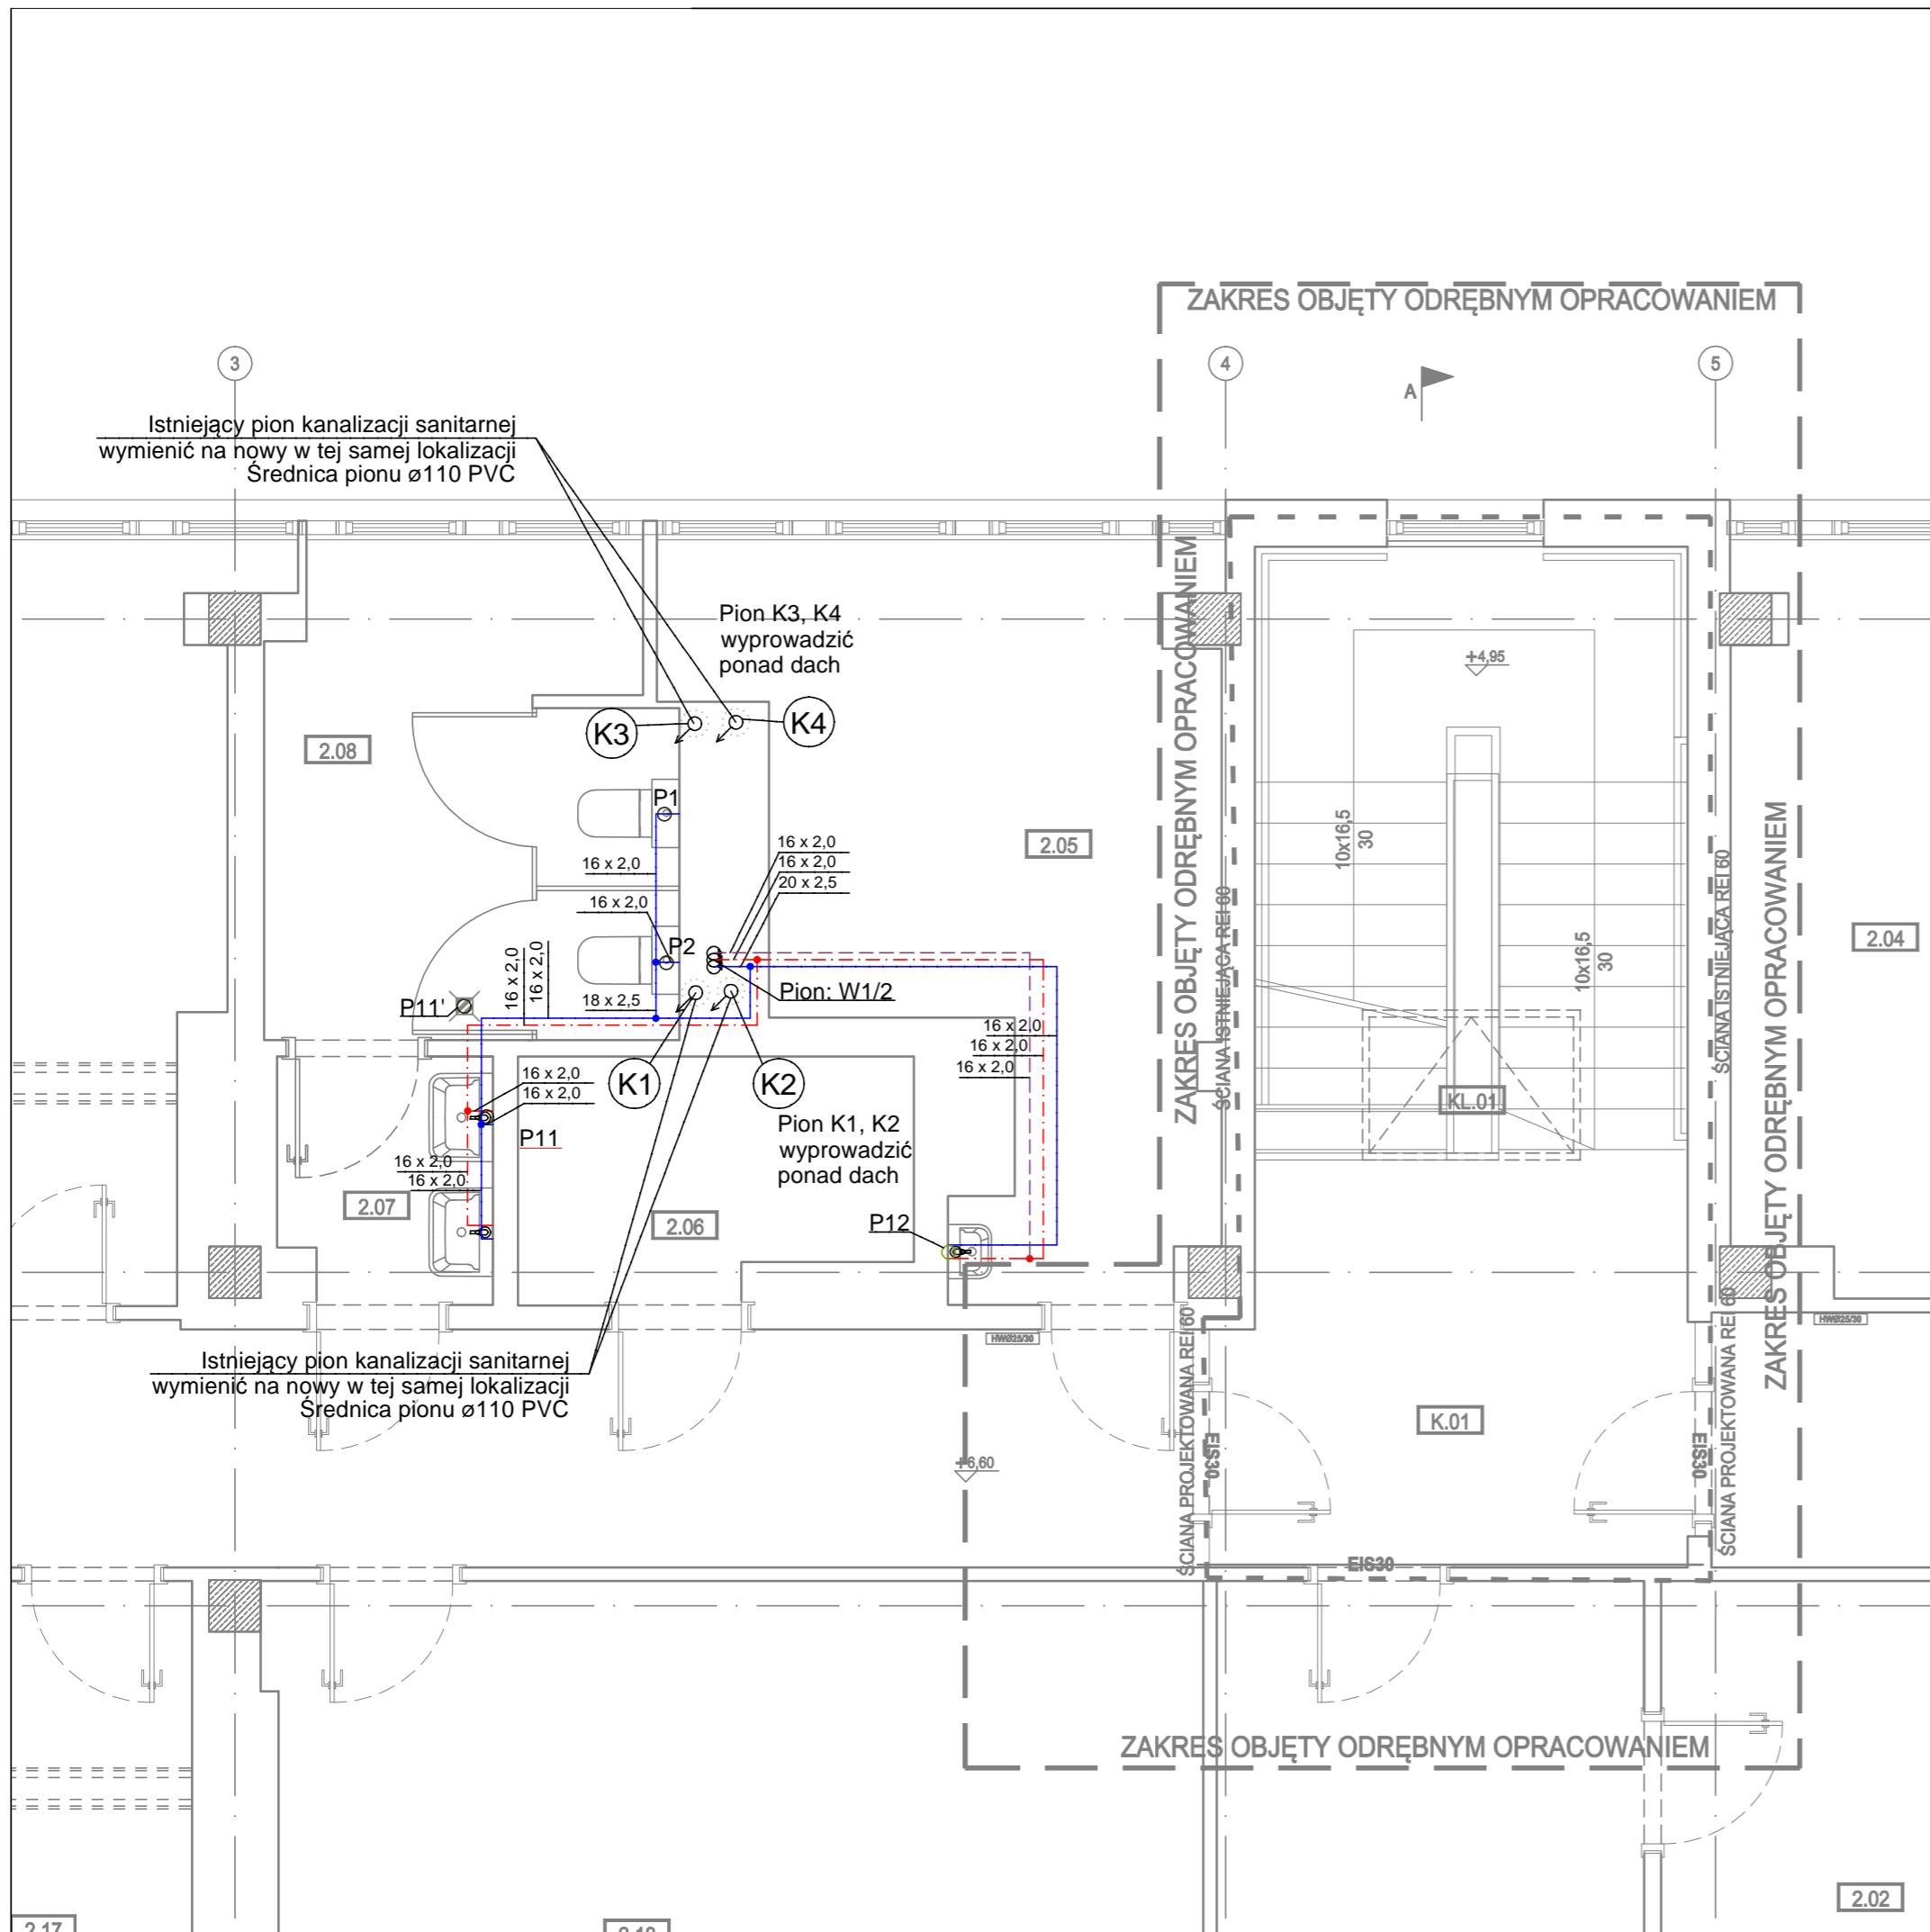 ZAKRES OBJĘTY ODRĘBNYM OPRACOWANIEM
3
4
5
A
Istniejący pion kanalizacji sanitarnej
wymienić na nowy w tej samej lokalizacji
Średnica pionu ø110 PVC
Pion K3, K4
wyprowadzić
ponad dach
ZAKRES OBJĘTY ODRĘBNYM OPRACOWANIEM
+4,95
K3
K4
2.08
P1
2.05
10x16,5
30
16 x 2,0
16 x 2,0
20 x 2,5
16 x 2,0
16 x 2,0
ŚCIANA ISTNIEJĄCA REI 60
ŚCIANA ISTNIEJĄCA REI 60
ZAKRES OBJĘTY ODRĘBNYM OPRACOWANIEM
2.04
P2
16 x 2,0
16 x 2,0
10x16,5
30
Pion: W1/2
P11'
18 x 2,5
16 x 2,0
16 x 2,0
16 x 2,0
K1
K2
16 x 2,0
16 x 2,0
KL.01
Pion K1, K2
wyprowadzić
ponad dach
P11
16 x 2,0
16 x 2,0
2.07
2.06
P12
HWØ25/30
HWØ25/30
Istniejący pion kanalizacji sanitarnej
wymienić na nowy w tej samej lokalizacji
Średnica pionu ø110 PVC
ŚCIANA PROJEKTOWANA REI 60
ŚCIANA PROJEKTOWANA REI 60
K.01
EIS30
EIS30
+6,60
EIS30
ZAKRES OBJĘTY ODRĘBNYM OPRACOWANIEM
2.02
2.17